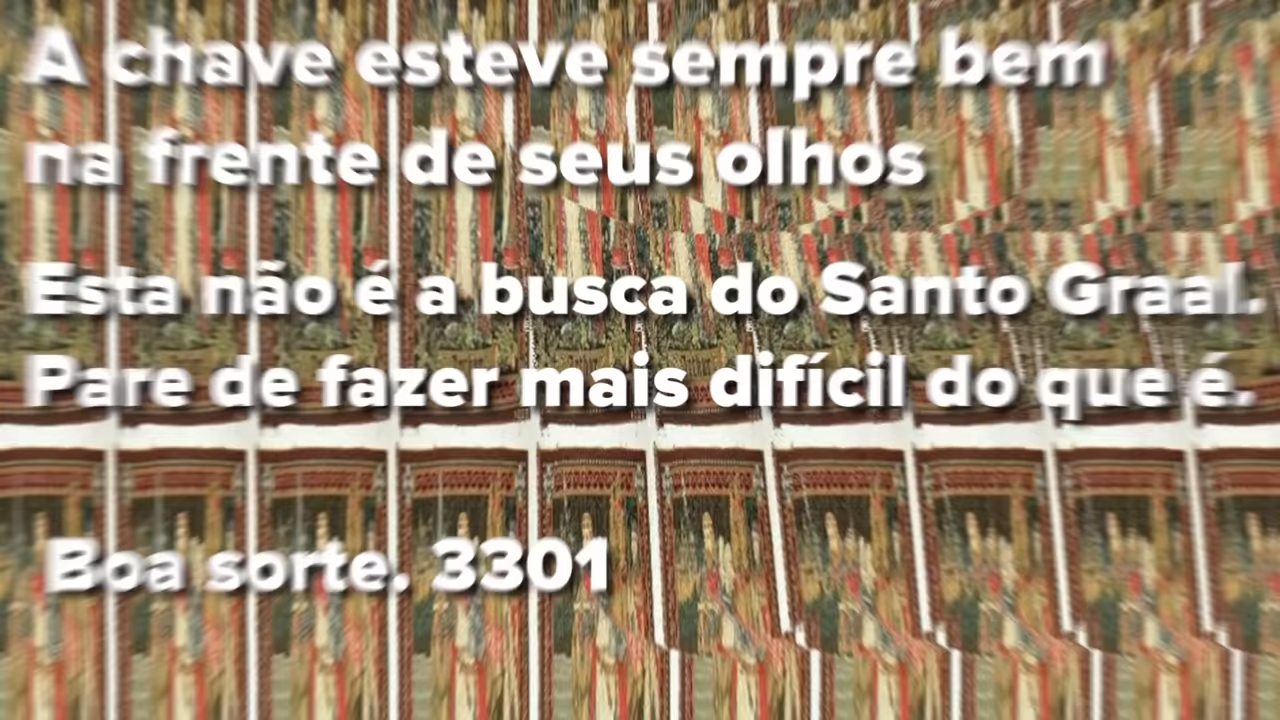 A chave esteve sempre bem
na frente de seus olhos
Esta não é a busca do Santo Graal.
Pare de fazer mais difícil do que é.
Boa sorte. 3301